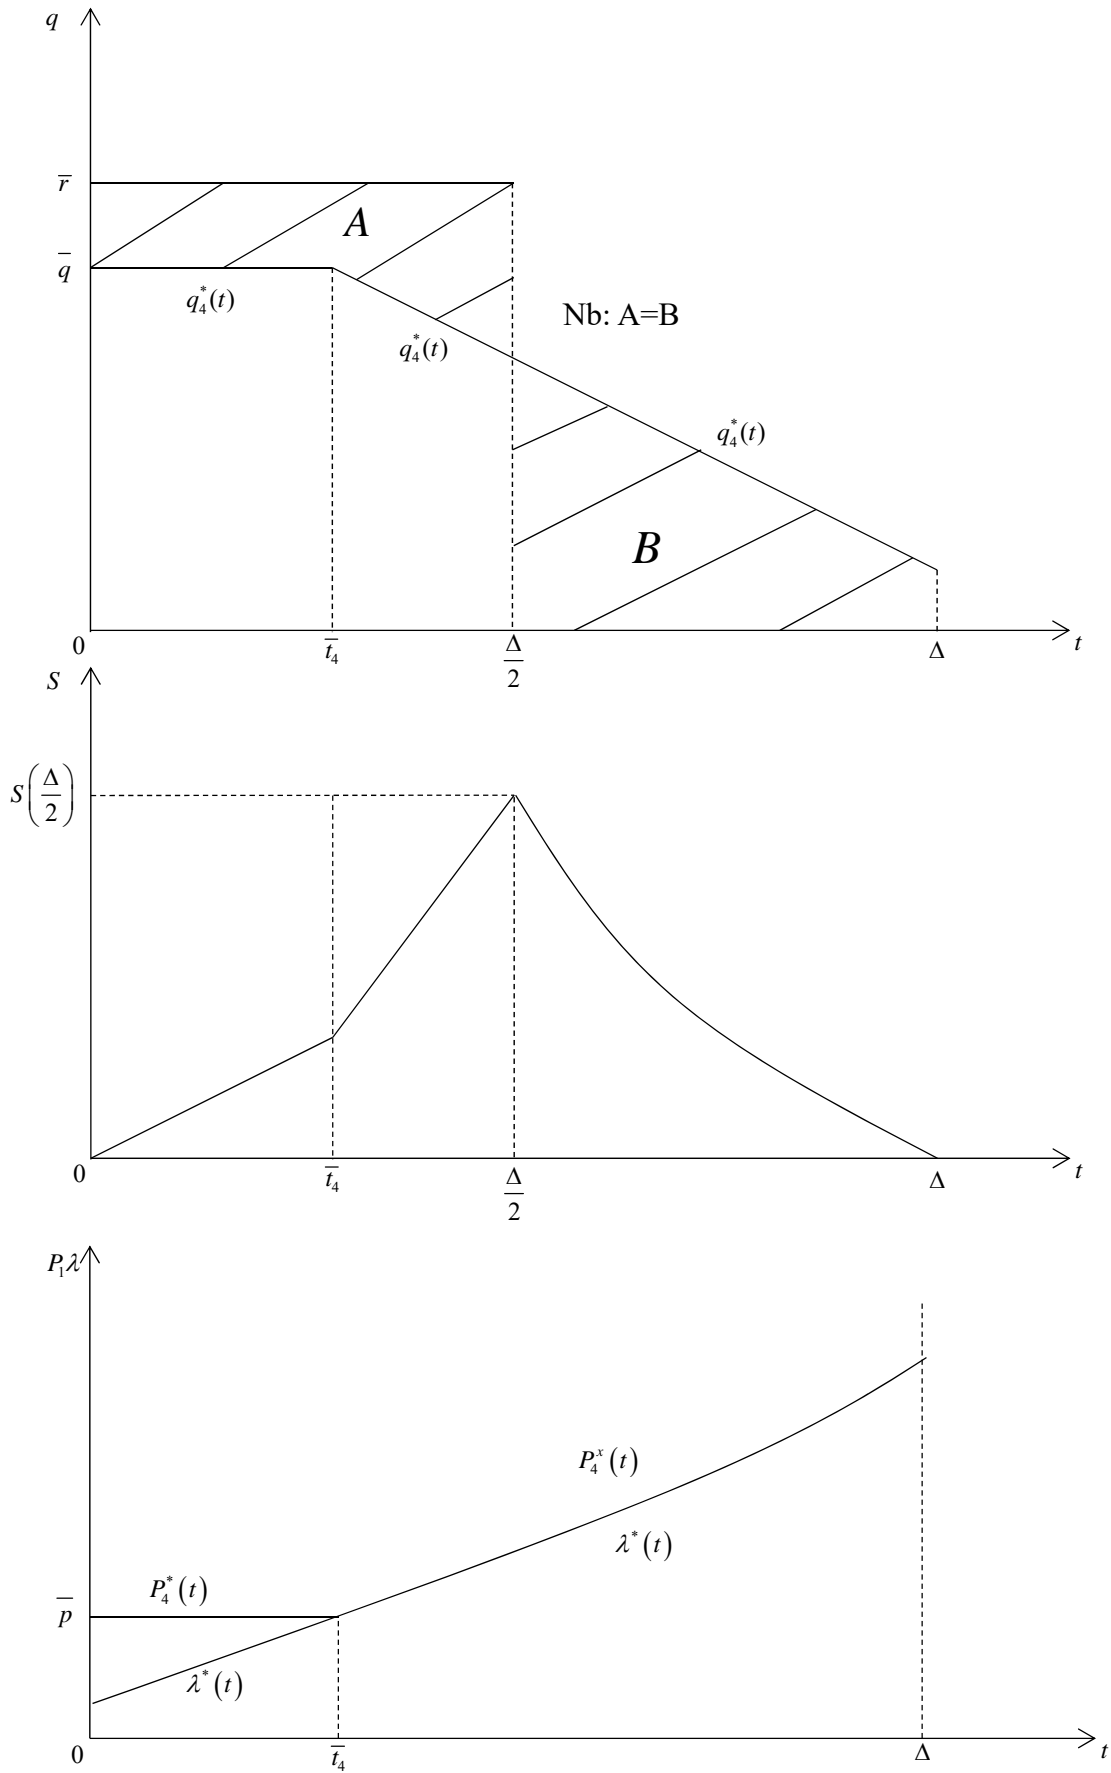 q
r̄
A
q̄
q₄*(t)
Nb: A=B
q₄*(t)
q₄*(t)
B
0
t̄₄
Δ/2
Δ
t
S
S(Δ/2)
0
t̄₄
Δ/2
Δ
t
P₁λ
P₄ˣ(t)
λ*(t)
P₄*(t)
p̄
λ*(t)
0
t̄₄
Δ
t